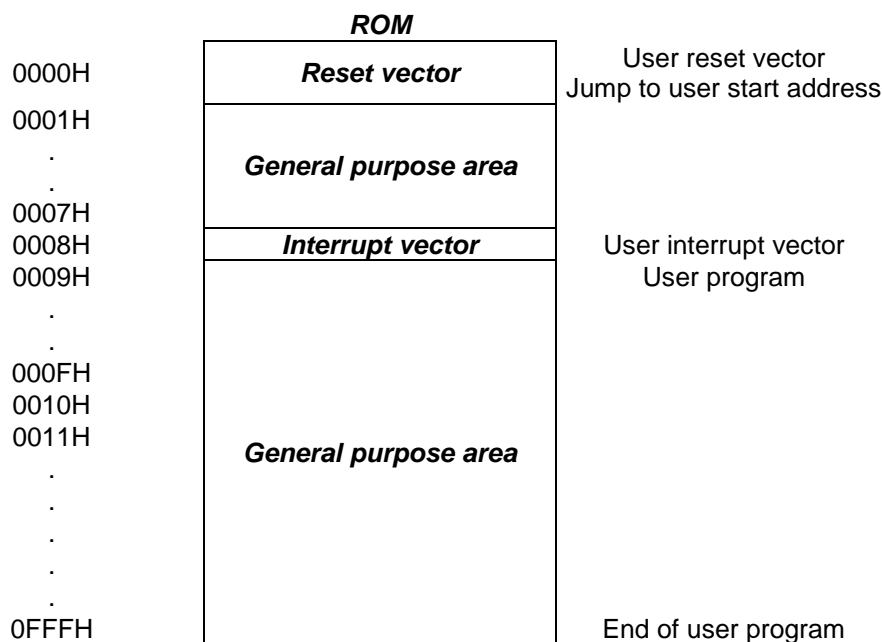 ROM
0000H Reset vector User reset vector
Jump to user start address
0001H
.
General purpose area
.
0007H
0008H Interrupt vector User interrupt vector
0009H User program
.
.
000FH
0010H
0011H
General purpose area
.
.
.
.
.
0FFFH End of user program